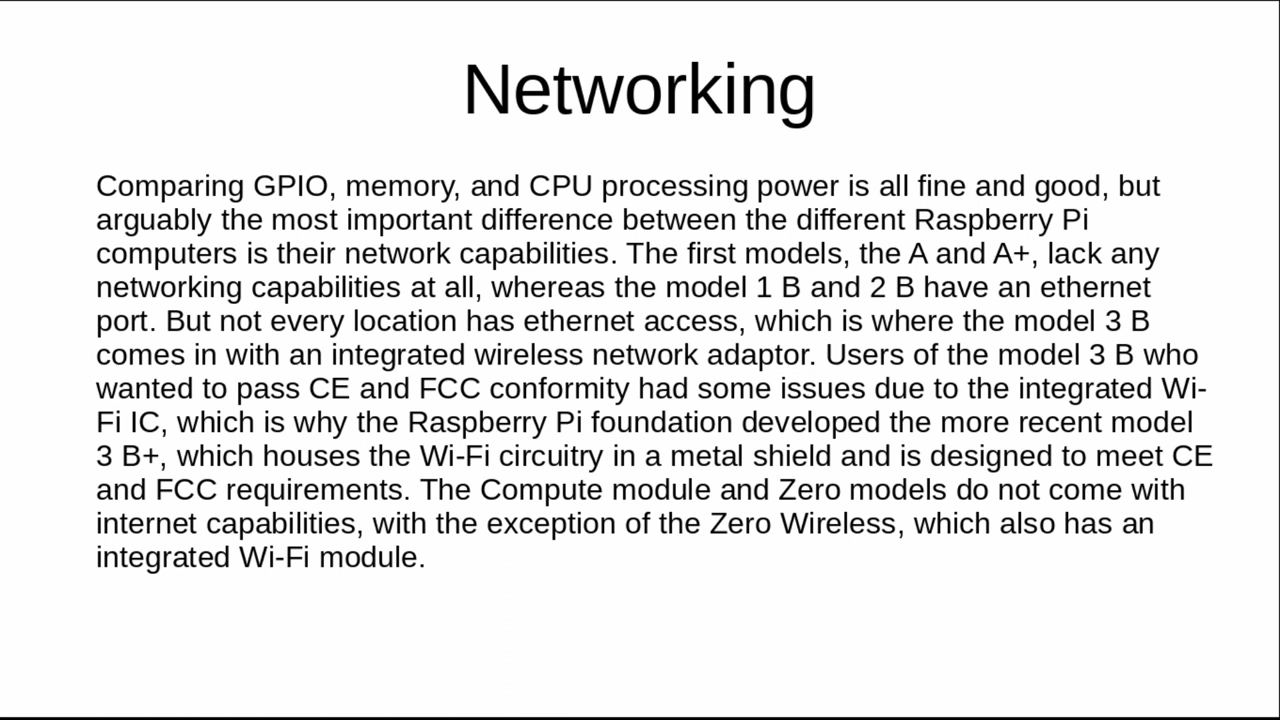 Networking
Comparing GPIO, memory, and CPU processing power is all fine and good, but
arguably the most important difference between the different Raspberry Pi
computers is their network capabilities. The first models, the A and A+, lack any
networking capabilities at all, whereas the model 1 B and 2 B have an ethernet
port. But not every location has ethernet access, which is where the model 3 B
comes in with an integrated wireless network adaptor. Users of the model 3 B who
wanted to pass CE and FCC conformity had some issues due to the integrated Wi-
Fi IC, which is why the Raspberry Pi foundation developed the more recent model
3 B+, which houses the Wi-Fi circuitry in a metal shield and is designed to meet CE
and FCC requirements. The Compute module and Zero models do not come with
internet capabilities, with the exception of the Zero Wireless, which also has an
integrated Wi-Fi module.